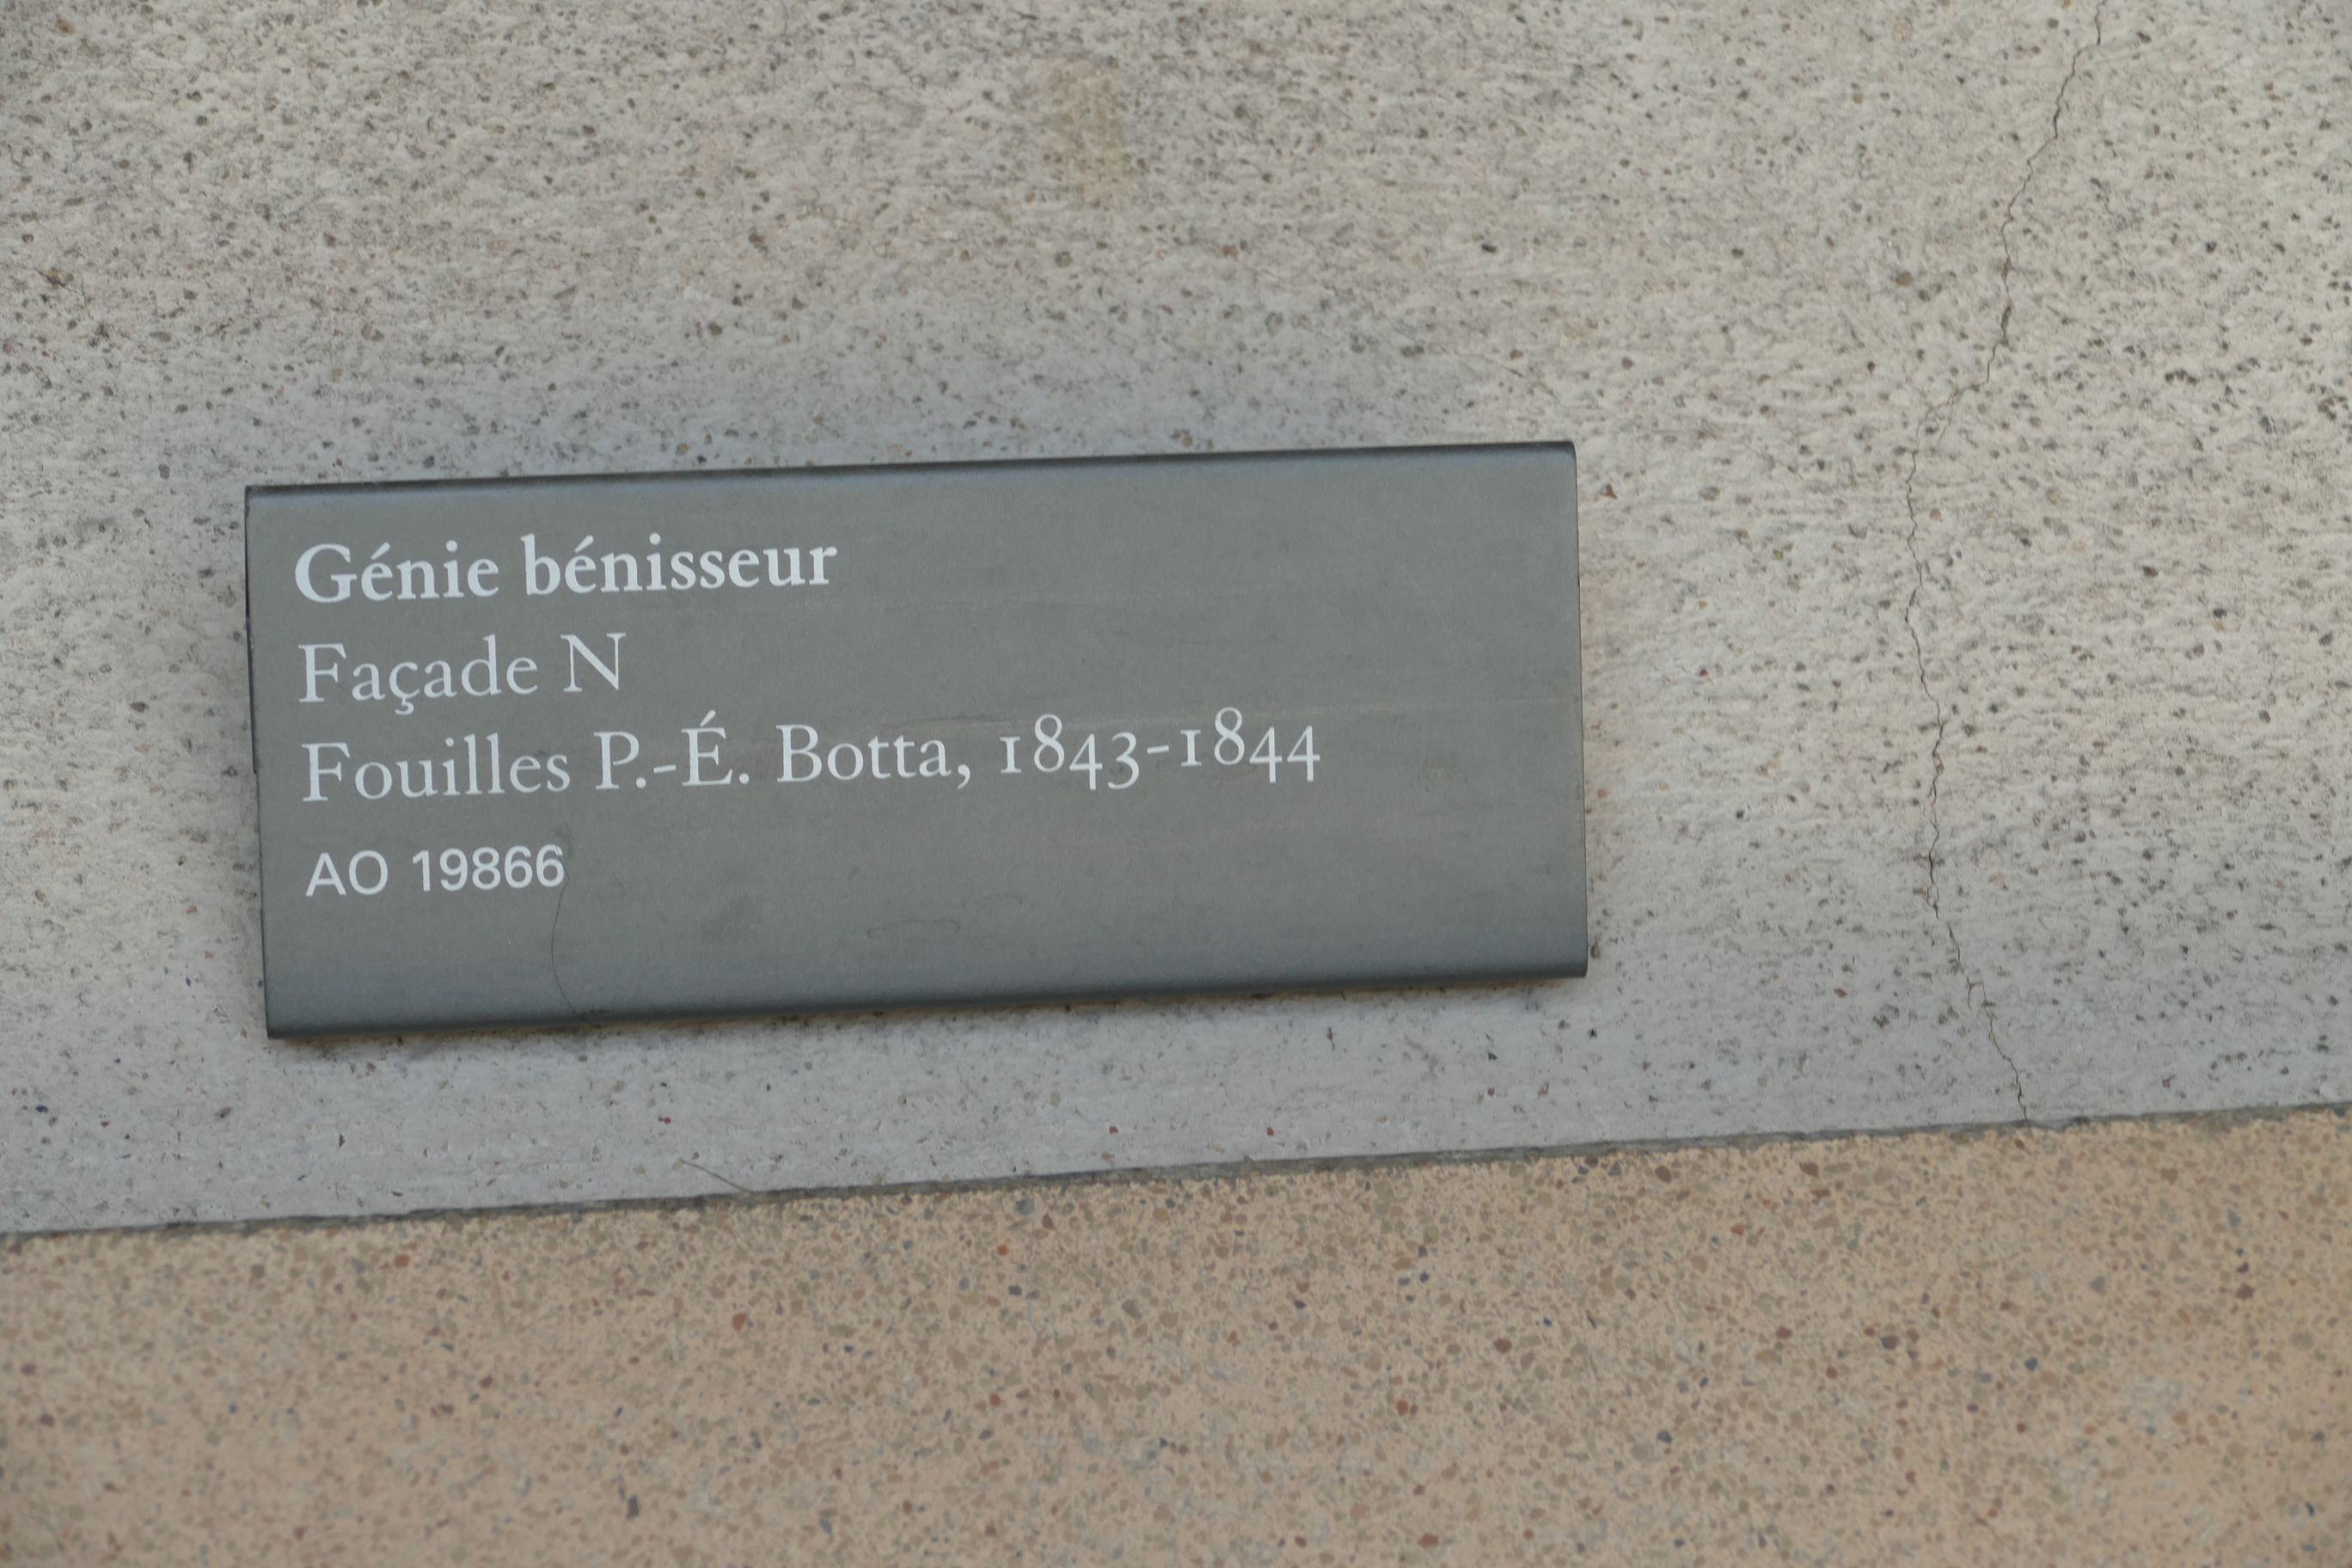 Génie bénisseur
Façade N
Fouilles P.-É. Botta, 1843-1844
AO 19866